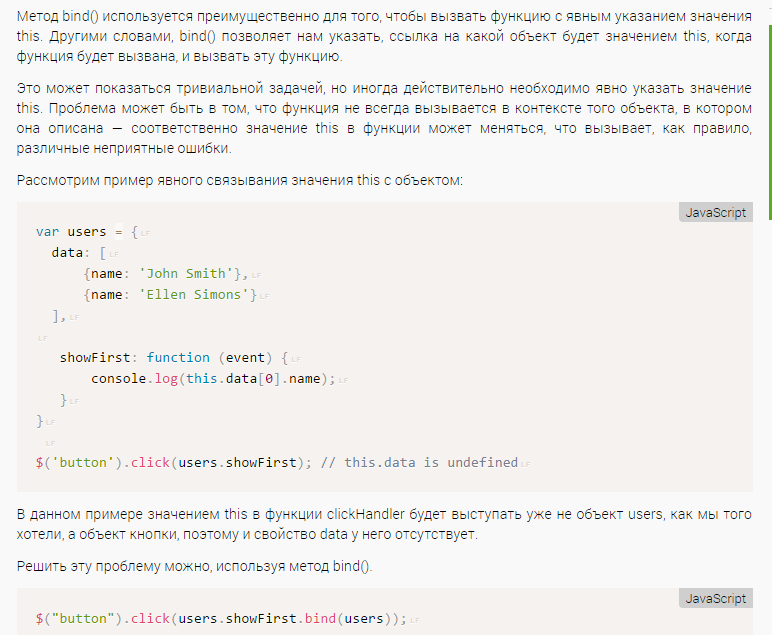 Метод bind() используется преимущественно для того, чтобы вызвать функцию с явным указанием значения
this. Другими словами, bind() позволяет нам указать, ссылка на какой объект будет значением this, когда
функция будет вызвана, и вызвать эту функцию.
Это может показаться тривиальной задачей, но иногда действительно необходимо явно указать значение
this. Проблема может быть в том, что функция не всегда вызывается в контексте того объекта, в котором
она описана — соответственно значение this в функции может меняться, что вызывает, как правило,
различные неприятные ошибки.
Рассмотрим пример явного связывания значения this с объектом:
JavaScript
var users = { LF
data: [ LF
{name: 'John Smith'}, LF
{name: 'Ellen Simons'} LF
], LF
LF
showFirst: function (event) { LF
console.log(this.data[0].name); LF
} LF
} LF
LF
$('button').click(users.showFirst); // this.data is undefined LF
В данном примере значением this в функции clickHandler будет выступать уже не объект users, как мы того
хотели, а объект кнопки, поэтому и свойство data у него отсутствует.
Решить эту проблему можно, используя метод bind().
JavaScript
$("button").click(users.showFirst.bind(users)); LF